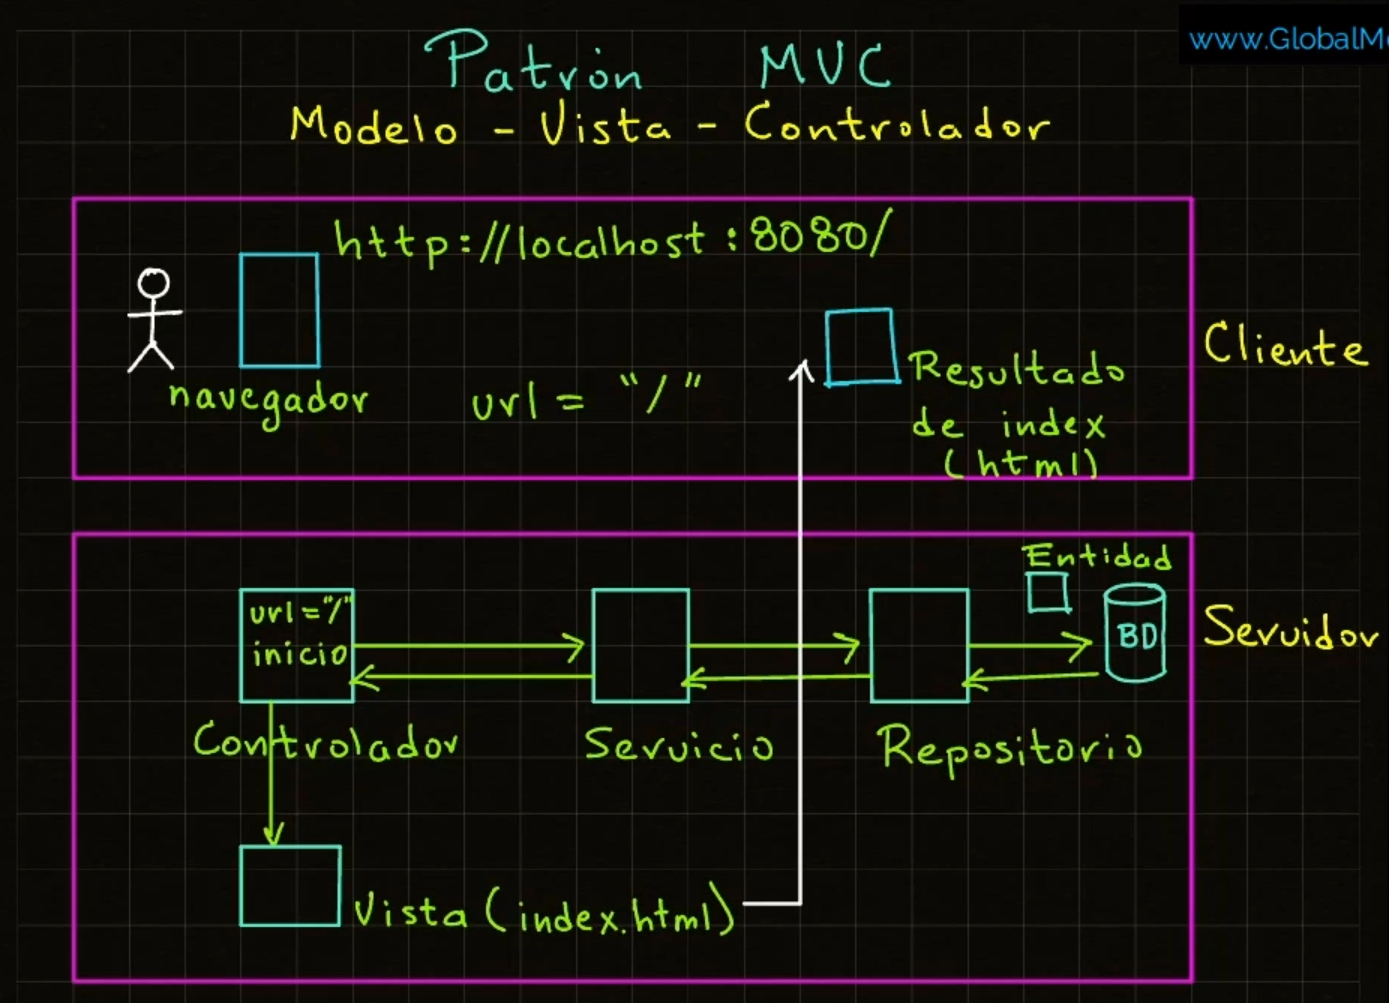 www.GlobalMe
Patrón MVC
Modelo - Vista - Controlador
http://localhost:8080/
navegador
url = "/"
Resultado
de index
(html)
Cliente
Entidad
url="/"
inicio
BD
Servidor
Controlador
Servicio
Repositorio
Vista (index.html)